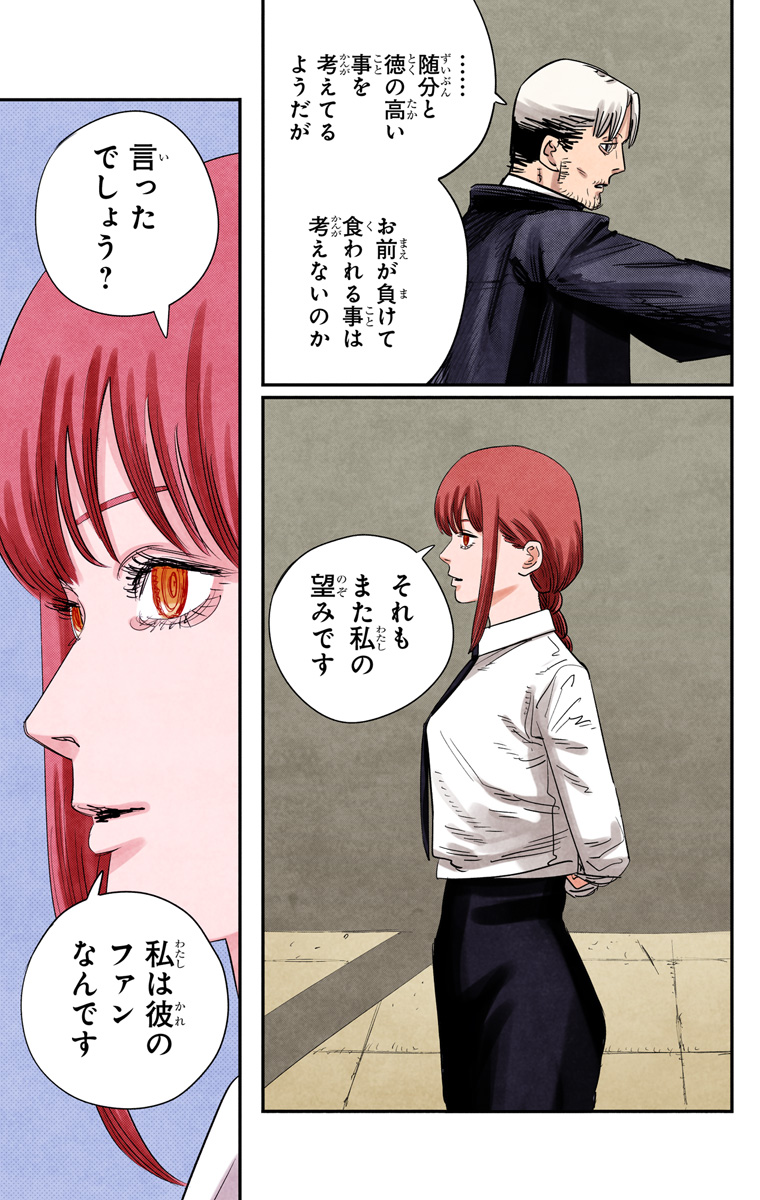 ……
随分と
徳の高い
事を
考えてる
ようだが
お前が負けて
食われる事は
考えないのか
それも
また私の
望みです
言った
でしょう？
私は彼の
ファン
なんです